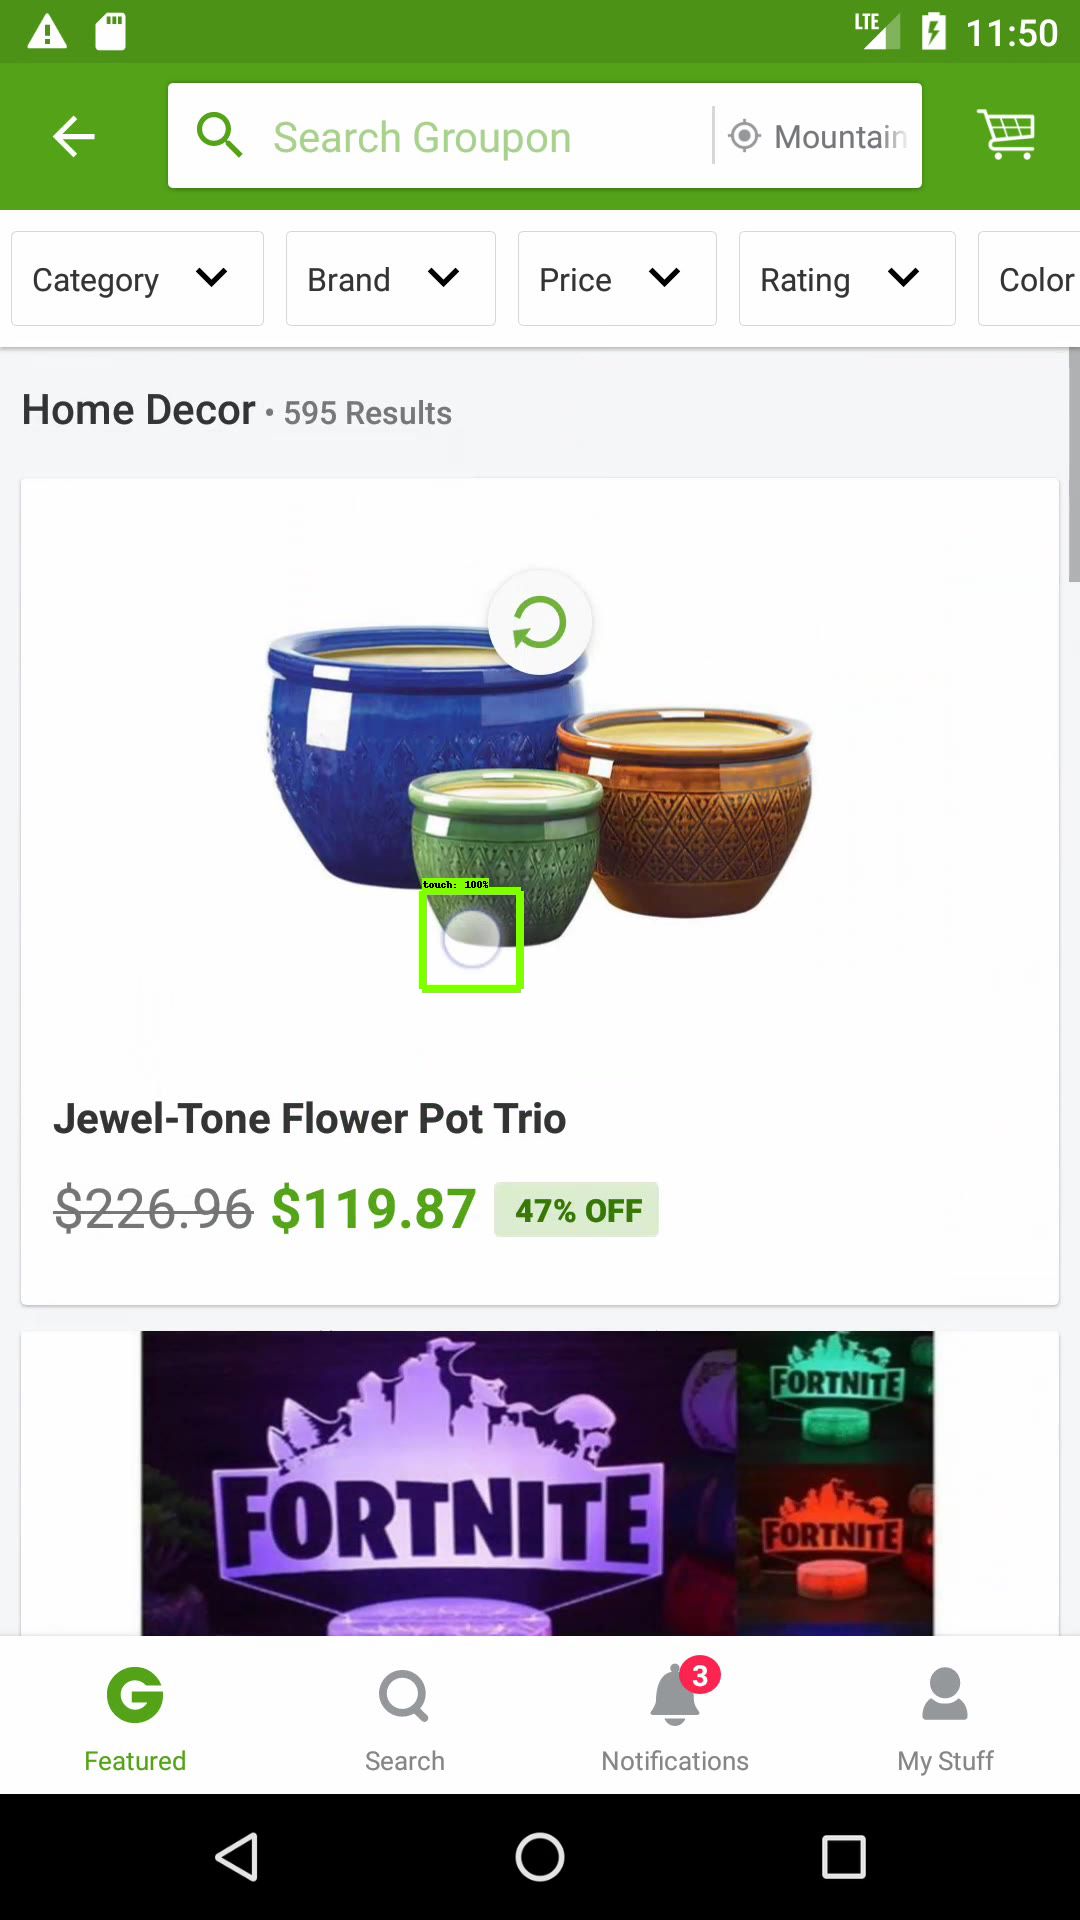 LTE 11:50
Search Groupon Mountain
Category Brand Price Rating Color
Home Decor • 595 Results
touch: 100%
Jewel-Tone Flower Pot Trio
$226.96 $119.87 47% OFF
FORTNITE
FORTNITE
FORTNITE
G
3
Featured Search Notifications My Stuff